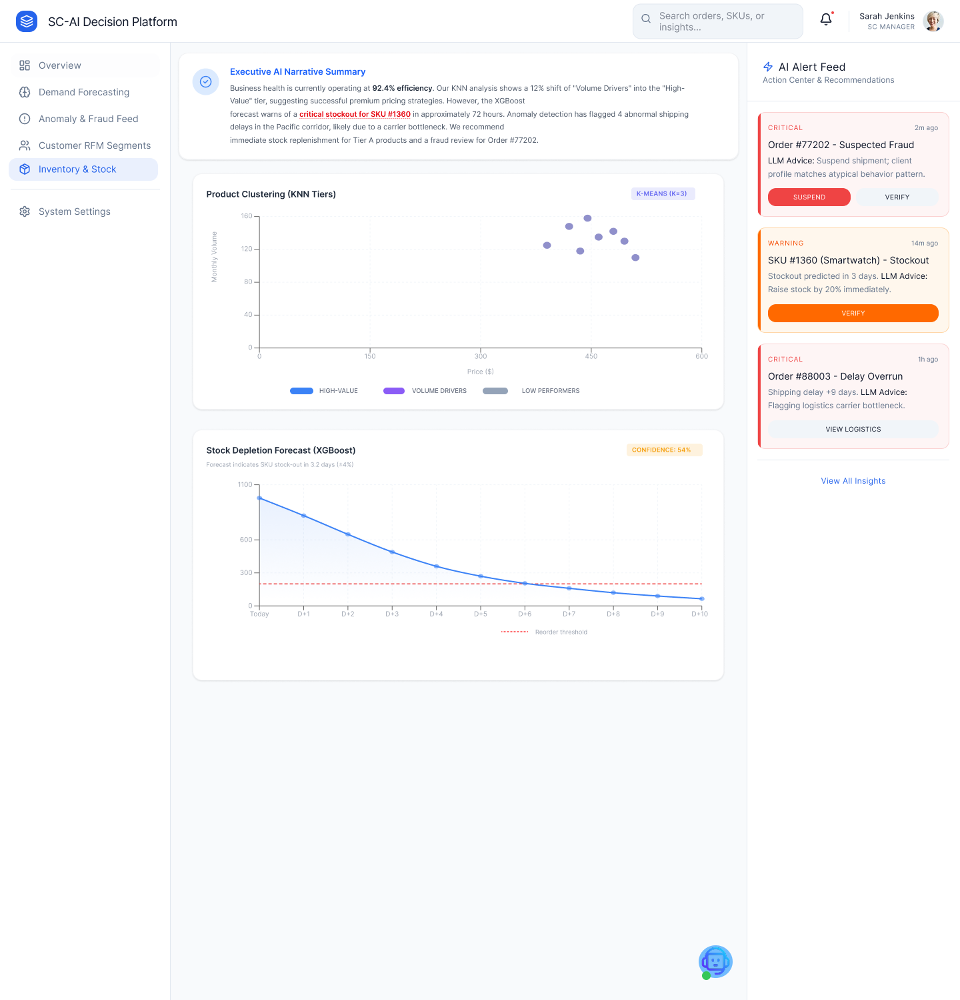 SC-AI Decision Platform
Search orders, SKUs, or
insights...
Sarah Jenkins
SC MANAGER
Overview
Demand Forecasting
Anomaly & Fraud Feed
Customer RFM Segments
Inventory & Stock
System Settings
Executive AI Narrative Summary
Business health is currently operating at 92.4% efficiency. Our KNN analysis shows a 12% shift of "Volume Drivers" into the "High-
Value" tier, suggesting successful premium pricing strategies. However, the XGBoost
forecast warns of a critical stockout for SKU #1360 in approximately 72 hours. Anomaly detection has flagged 4 abnormal shipping
delays in the Pacific corridor, likely due to a carrier bottleneck. We recommend
immediate stock replenishment for Tier A products and a fraud review for Order #77202.
Product Clustering (KNN Tiers)
K-MEANS (K=3)
Monthly Volume
160
120
80
40
0
0 150 300 450 600
Price ($)
HIGH-VALUE VOLUME DRIVERS LOW PERFORMERS
Stock Depletion Forecast (XGBoost)
CONFIDENCE: 54%
Forecast indicates SKU stock-out in 3.2 days (±4%)
1100
600
300
0
Today D+1 D+2 D+3 D+4 D+5 D+6 D+7 D+8 D+9 D+10
Reorder threshold
AI Alert Feed
Action Center & Recommendations
CRITICAL 2m ago
Order #77202 - Suspected Fraud
LLM Advice: Suspend shipment; client
profile matches atypical behavior pattern.
SUSPEND VERIFY
WARNING 14m ago
SKU #1360 (Smartwatch) - Stockout
Stockout predicted in 3 days. LLM Advice:
Raise stock by 20% immediately.
VERIFY
CRITICAL 1h ago
Order #88003 - Delay Overrun
Shipping delay +9 days. LLM Advice:
Flagging logistics carrier bottleneck.
VIEW LOGISTICS
View All Insights